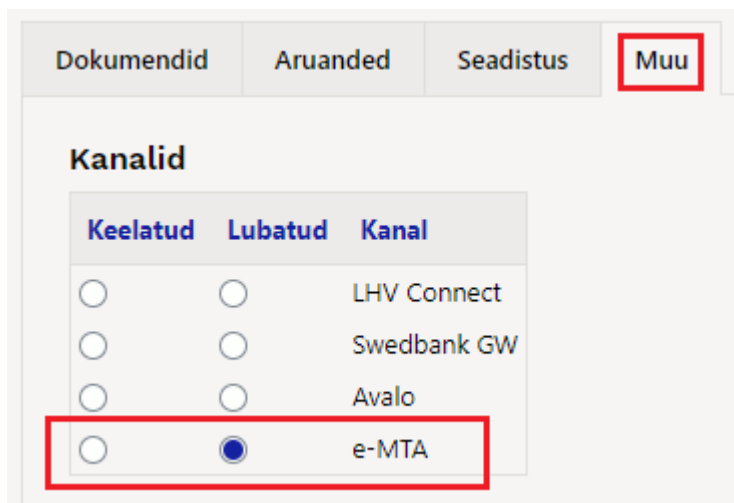 Dokumendid Aruanded Seadistus Muu
Kanalid
Keelatud Lubatud Kanal
LHV Connect
Swedbank GW
Avalo
e-MTA